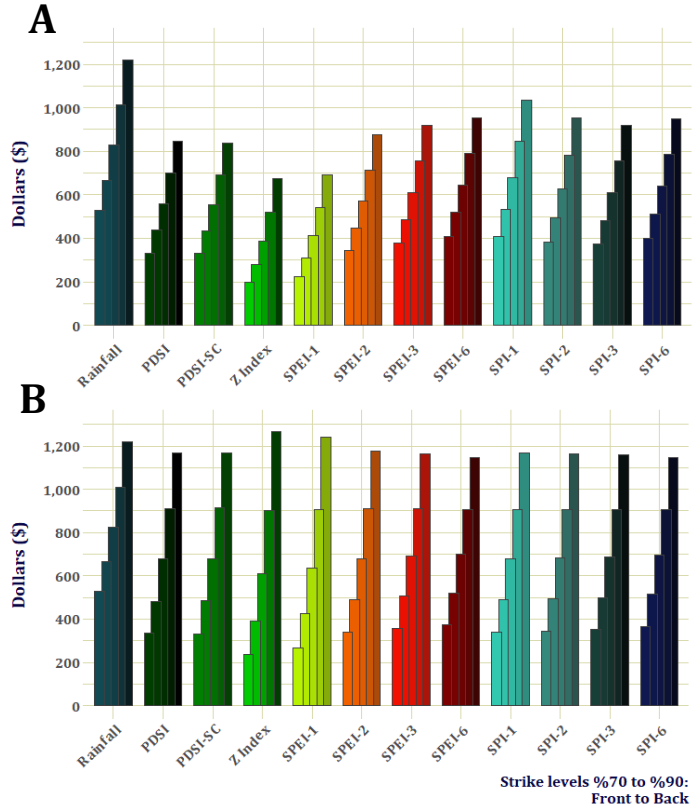 A
Dollars ($)
1,200
1,000
800
600
400
200
0
Rainfall
PDSI
PDSI-SC
Z Index
SPEI-1
SPEI-2
SPEI-3
SPEI-6
SPI-1
SPI-2
SPI-3
SPI-6
B
Dollars ($)
1,200
1,000
800
600
400
200
0
Rainfall
PDSI
PDSI-SC
Z Index
SPEI-1
SPEI-2
SPEI-3
SPEI-6
SPI-1
SPI-2
SPI-3
SPI-6
Strike levels %70 to %90:
Front to Back